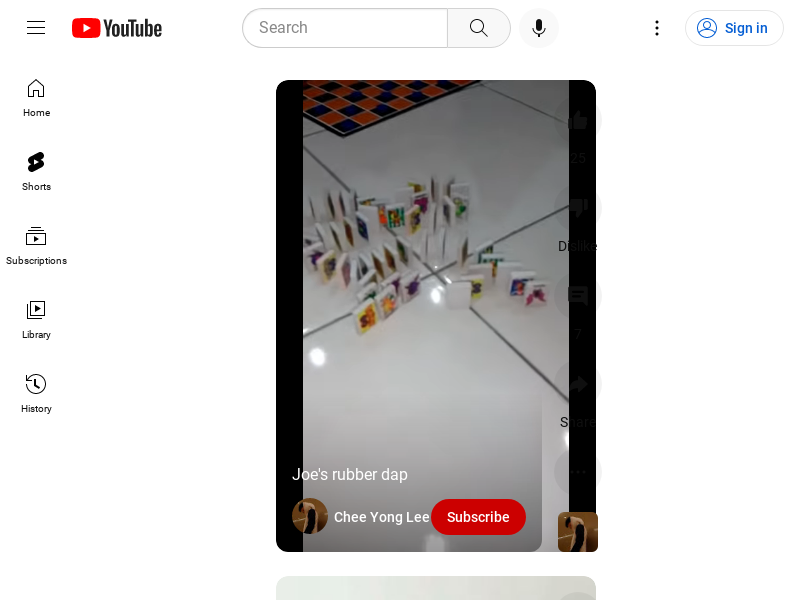 YouTube
Search
Sign in
Home
Shorts
Subscriptions
Library
History
25
Dislike
7
Share
Joe's rubber dap
Chee Yong Lee
Subscribe